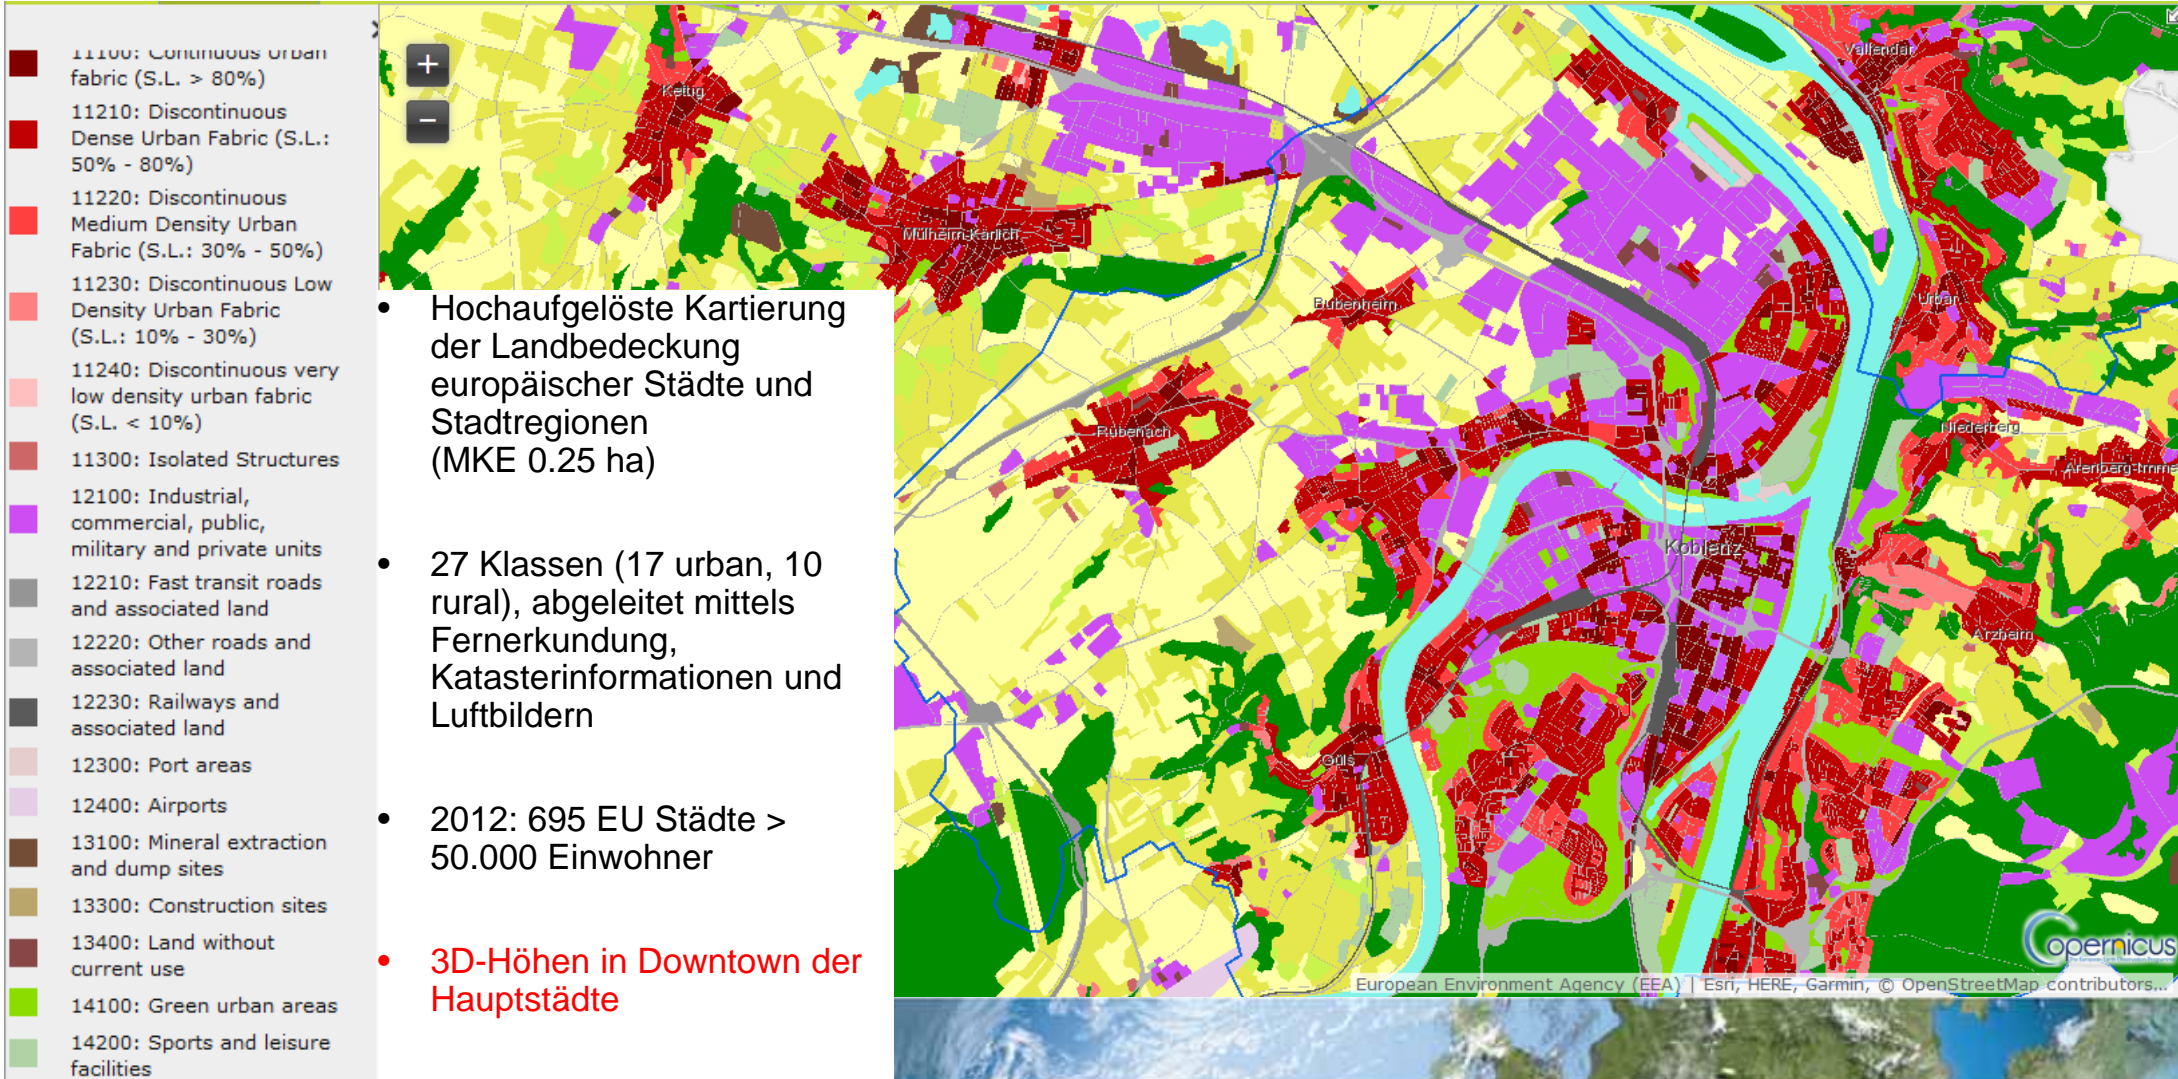 11100: Continuous Urban
fabric (S.L. > 80%)
11210: Discontinuous
Dense Urban Fabric (S.L.:
50% - 80%)
11220: Discontinuous
Medium Density Urban
Fabric (S.L.: 30% - 50%)
11230: Discontinuous Low
Density Urban Fabric
(S.L.: 10% - 30%)
11240: Discontinuous very
low density urban fabric
(S.L. < 10%)
11300: Isolated Structures
12100: Industrial,
commercial, public,
military and private units
12210: Fast transit roads
and associated land
12220: Other roads and
associated land
12230: Railways and
associated land
12300: Port areas
12400: Airports
13100: Mineral extraction
and dump sites
13300: Construction sites
13400: Land without
current use
14100: Green urban areas
14200: Sports and leisure
facilities
+
−
• Hochaufgelöste Kartierung
der Landbedeckung
europäischer Städte und
Stadtregionen
(MKE 0.25 ha)
• 27 Klassen (17 urban, 10
rural), abgeleitet mittels
Fernerkundung,
Katasterinformationen und
Luftbildern
• 2012: 695 EU Städte >
50.000 Einwohner
• 3D-Höhen in Downtown der
Hauptstädte
Vallendar
Kettig
Mülheim-Kärlich
Bubenheim
Urbar
Rübenach
Niederberg
Arenberg-Imme
Koblenz
Arzheim
Güls
Copernicus
European Environment Agency (EEA) | Esri, HERE, Garmin, © OpenStreetMap contributors...